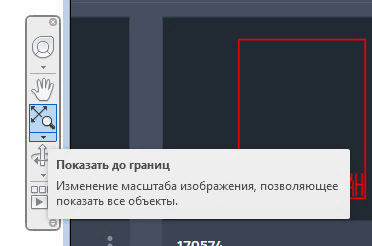 Показать до границ
Изменение масштаба изображения, позволяющее
показать все объекты.
170574